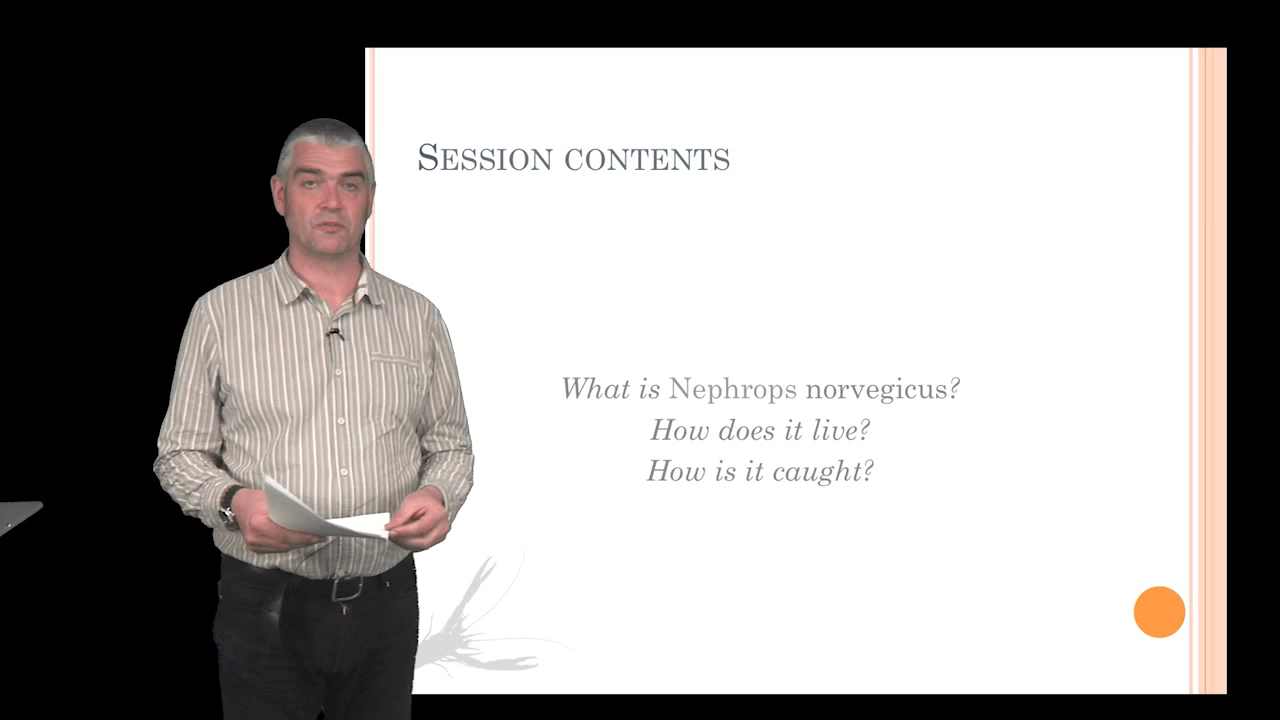 SESSION CONTENTS
What is Nephrops norvegicus?
How does it live?
How is it caught?